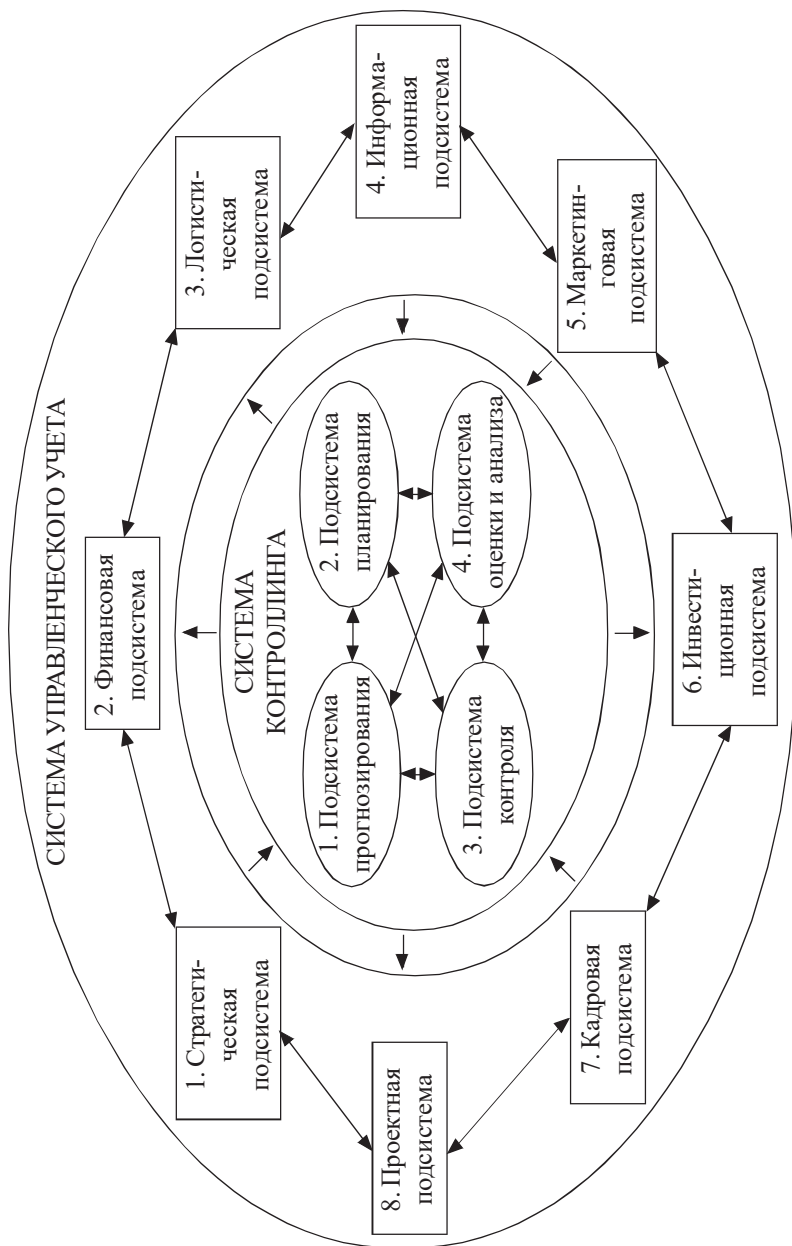 СИСТЕМА УПРАВЛЕНЧЕСКОГО УЧЕТА
1. Стратеги-
ческая
подсистема
2. Финансовая
подсистема
3. Логисти-
ческая
подсистема
4. Информа-
ционная
подсистема
5. Маркетин-
говая
подсистема
6. Инвести-
ционная
подсистема
7. Кадровая
подсистема
8. Проектная
подсистема
СИСТЕМА
КОНТРОЛЛИНГА
1. Подсистема
прогнозирования
2. Подсистема
планирования
3. Подсистема
контроля
4. Подсистема
оценки и анализа